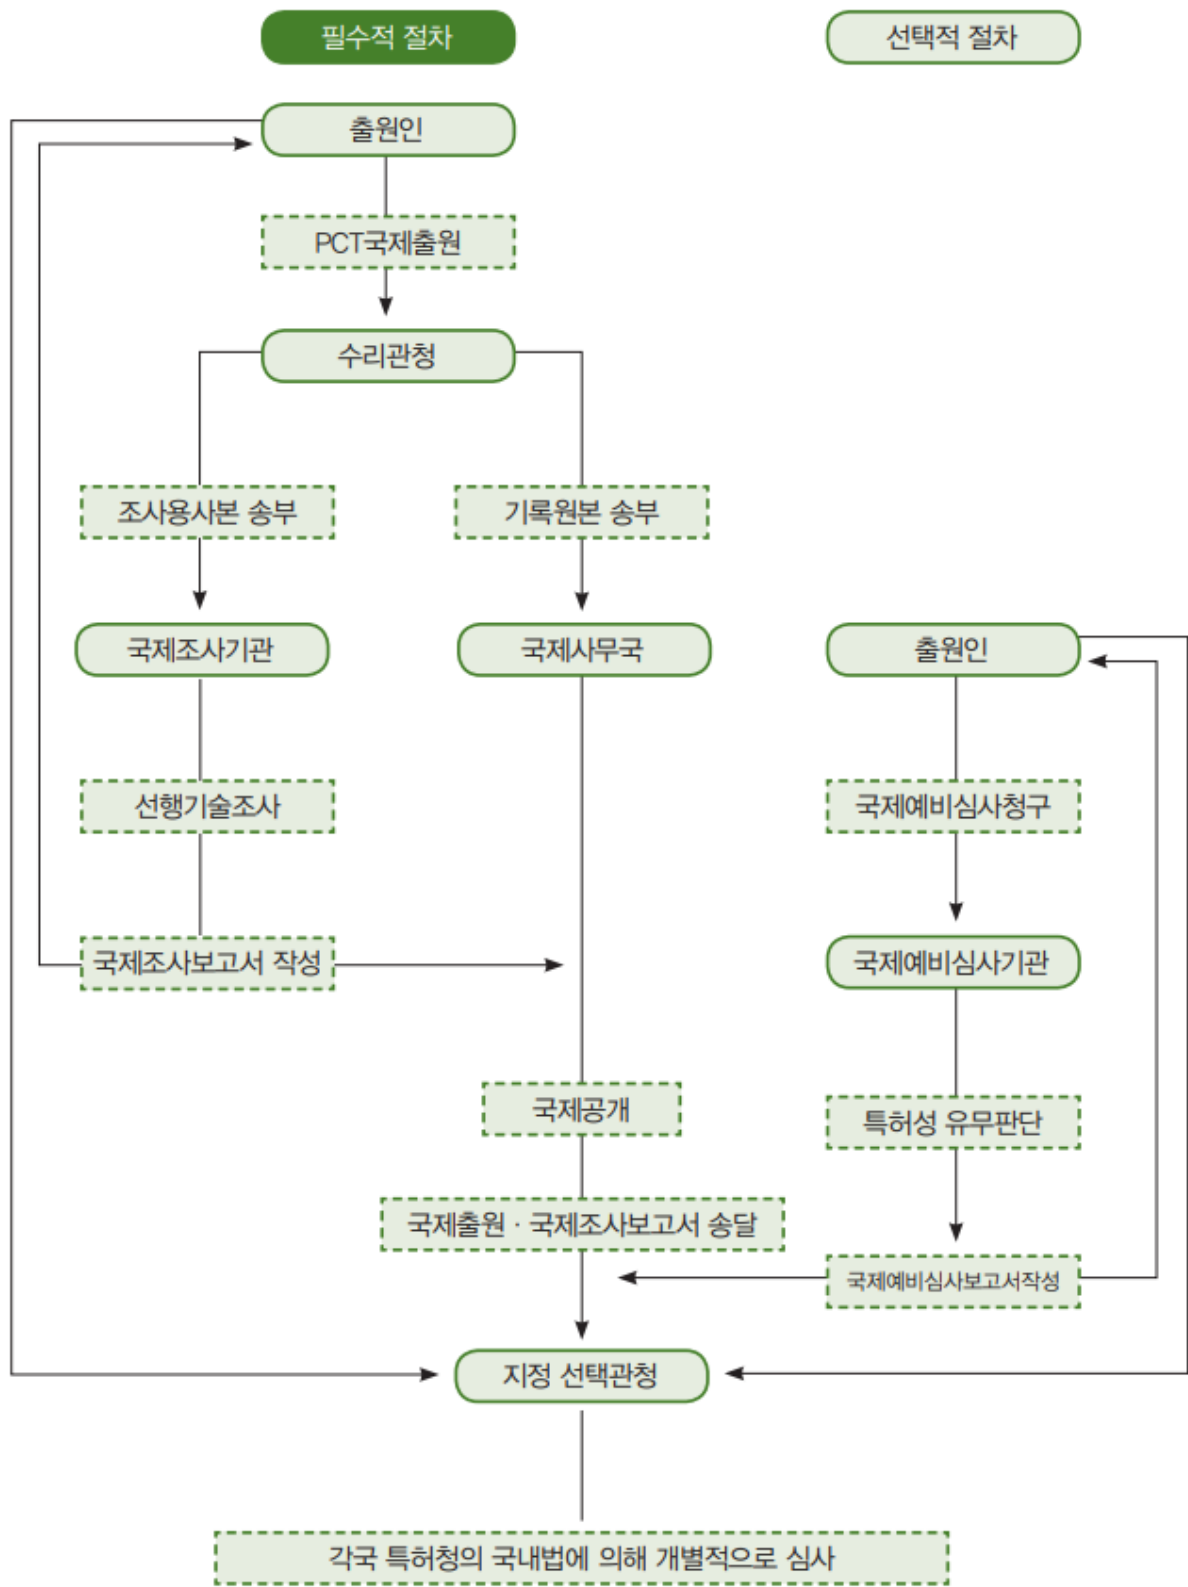 필수적 절차
선택적 절차
출원인
PCT국제출원
수리관청
조사용사본 송부
기록원본 송부
국제조사기관
국제사무국
출원인
선행기술조사
국제예비심사청구
국제조사보고서 작성
국제예비심사기관
국제공개
특허성 유무판단
국제출원 · 국제조사보고서 송달
국제예비심사보고서작성
지정 선택관청
각국 특허청의 국내법에 의해 개별적으로 심사